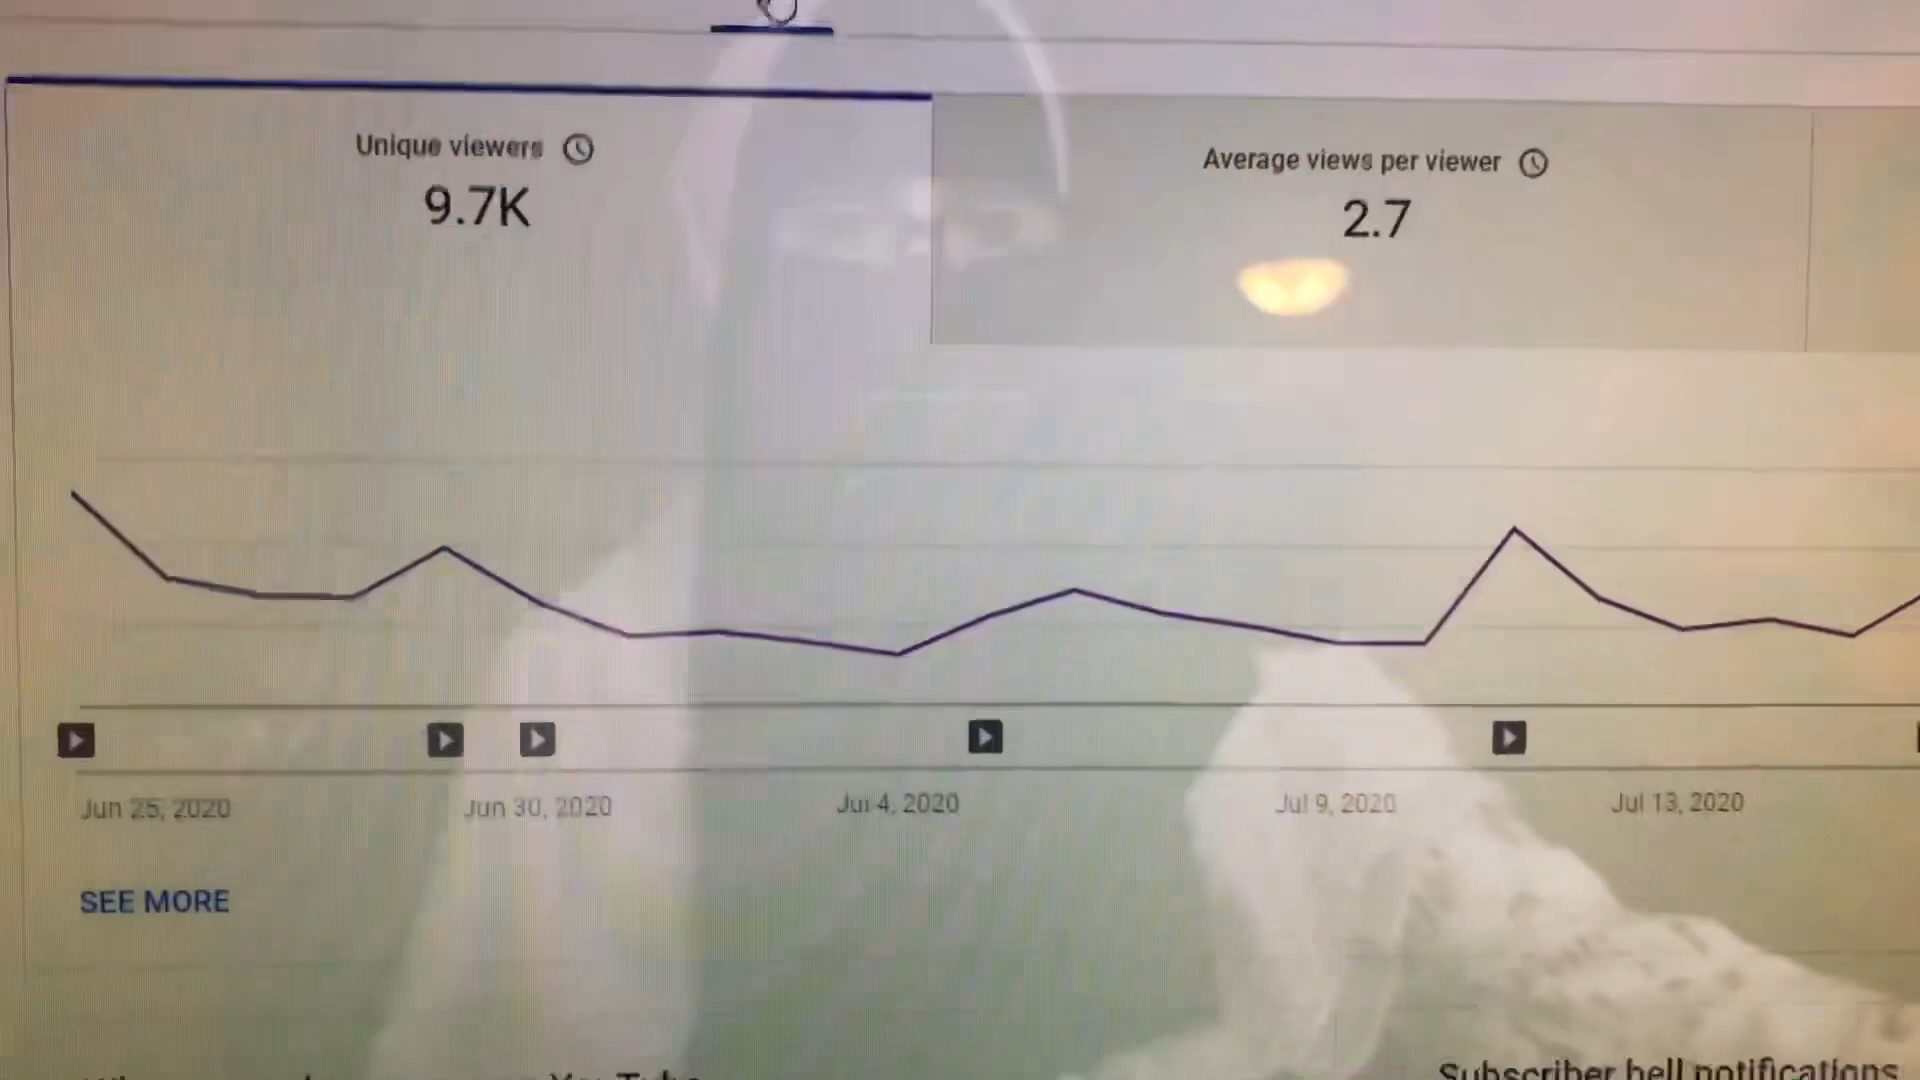 Unique viewers
9.7K
Average views per viewer
2.7
Jun 25, 2020
Jun 30, 2020
Jul 4, 2020
Jul 9, 2020
Jul 13, 2020
SEE MORE
YouTube
Subscriber bell notifications